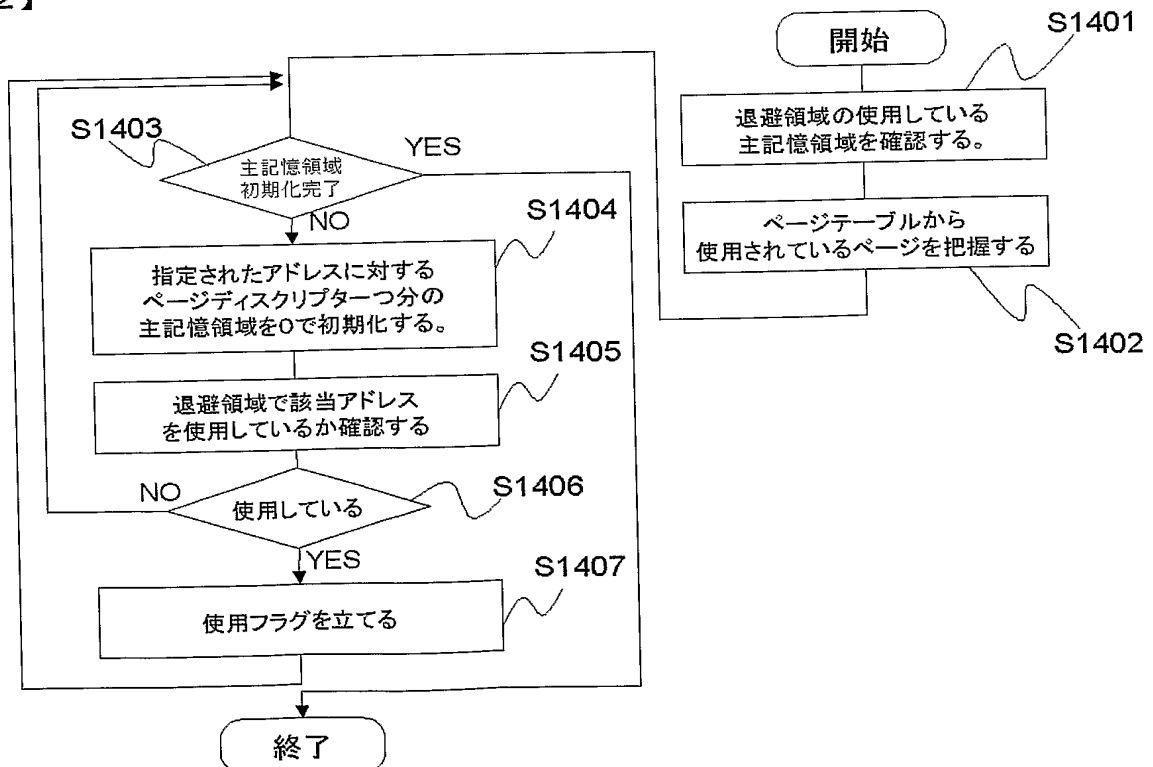 2】
開始
S1401
退避領域の使用している
主記憶領域を確認する。
ページテーブルから
使用されているページを把握する
S1402
S1403
主記憶領域
初期化完了
YES
NO
S1404
指定されたアドレスに対する
ページディスクリプター一つ分の
主記憶領域を0で初期化する。
S1405
退避領域で該当アドレス
を使用しているか確認する
NO
使用している
S1406
YES
S1407
使用フラグを立てる
終了